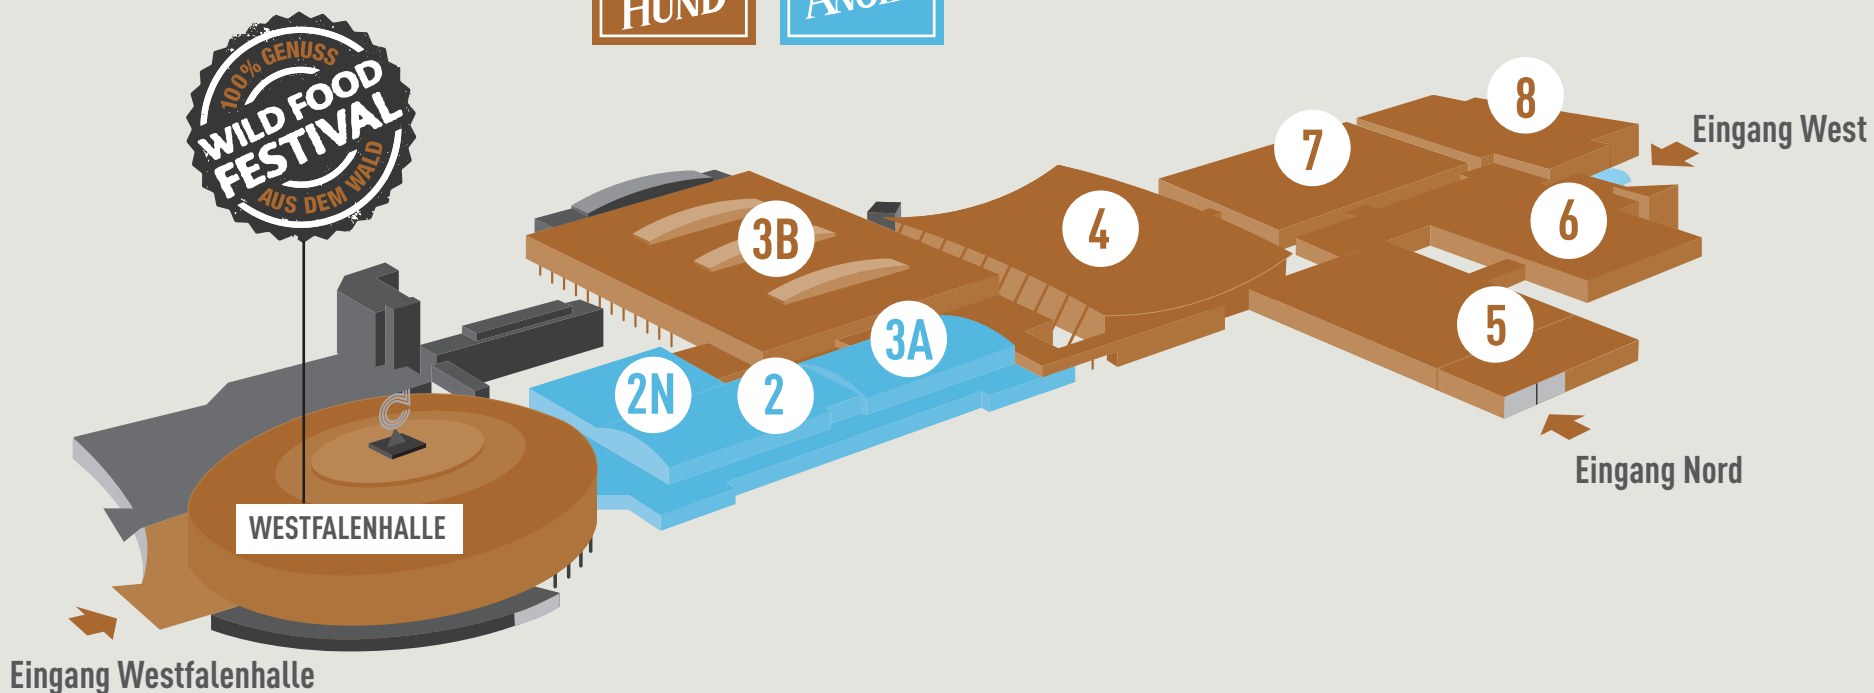 HUND
100% GENUSS
WILD FOOD
FESTIVAL
AUS DEM WALD
8
Eingang West
7
6
4
3B
5
3A
2N
2
Eingang Nord
WESTFALENHALLE
Eingang Westfalenhalle